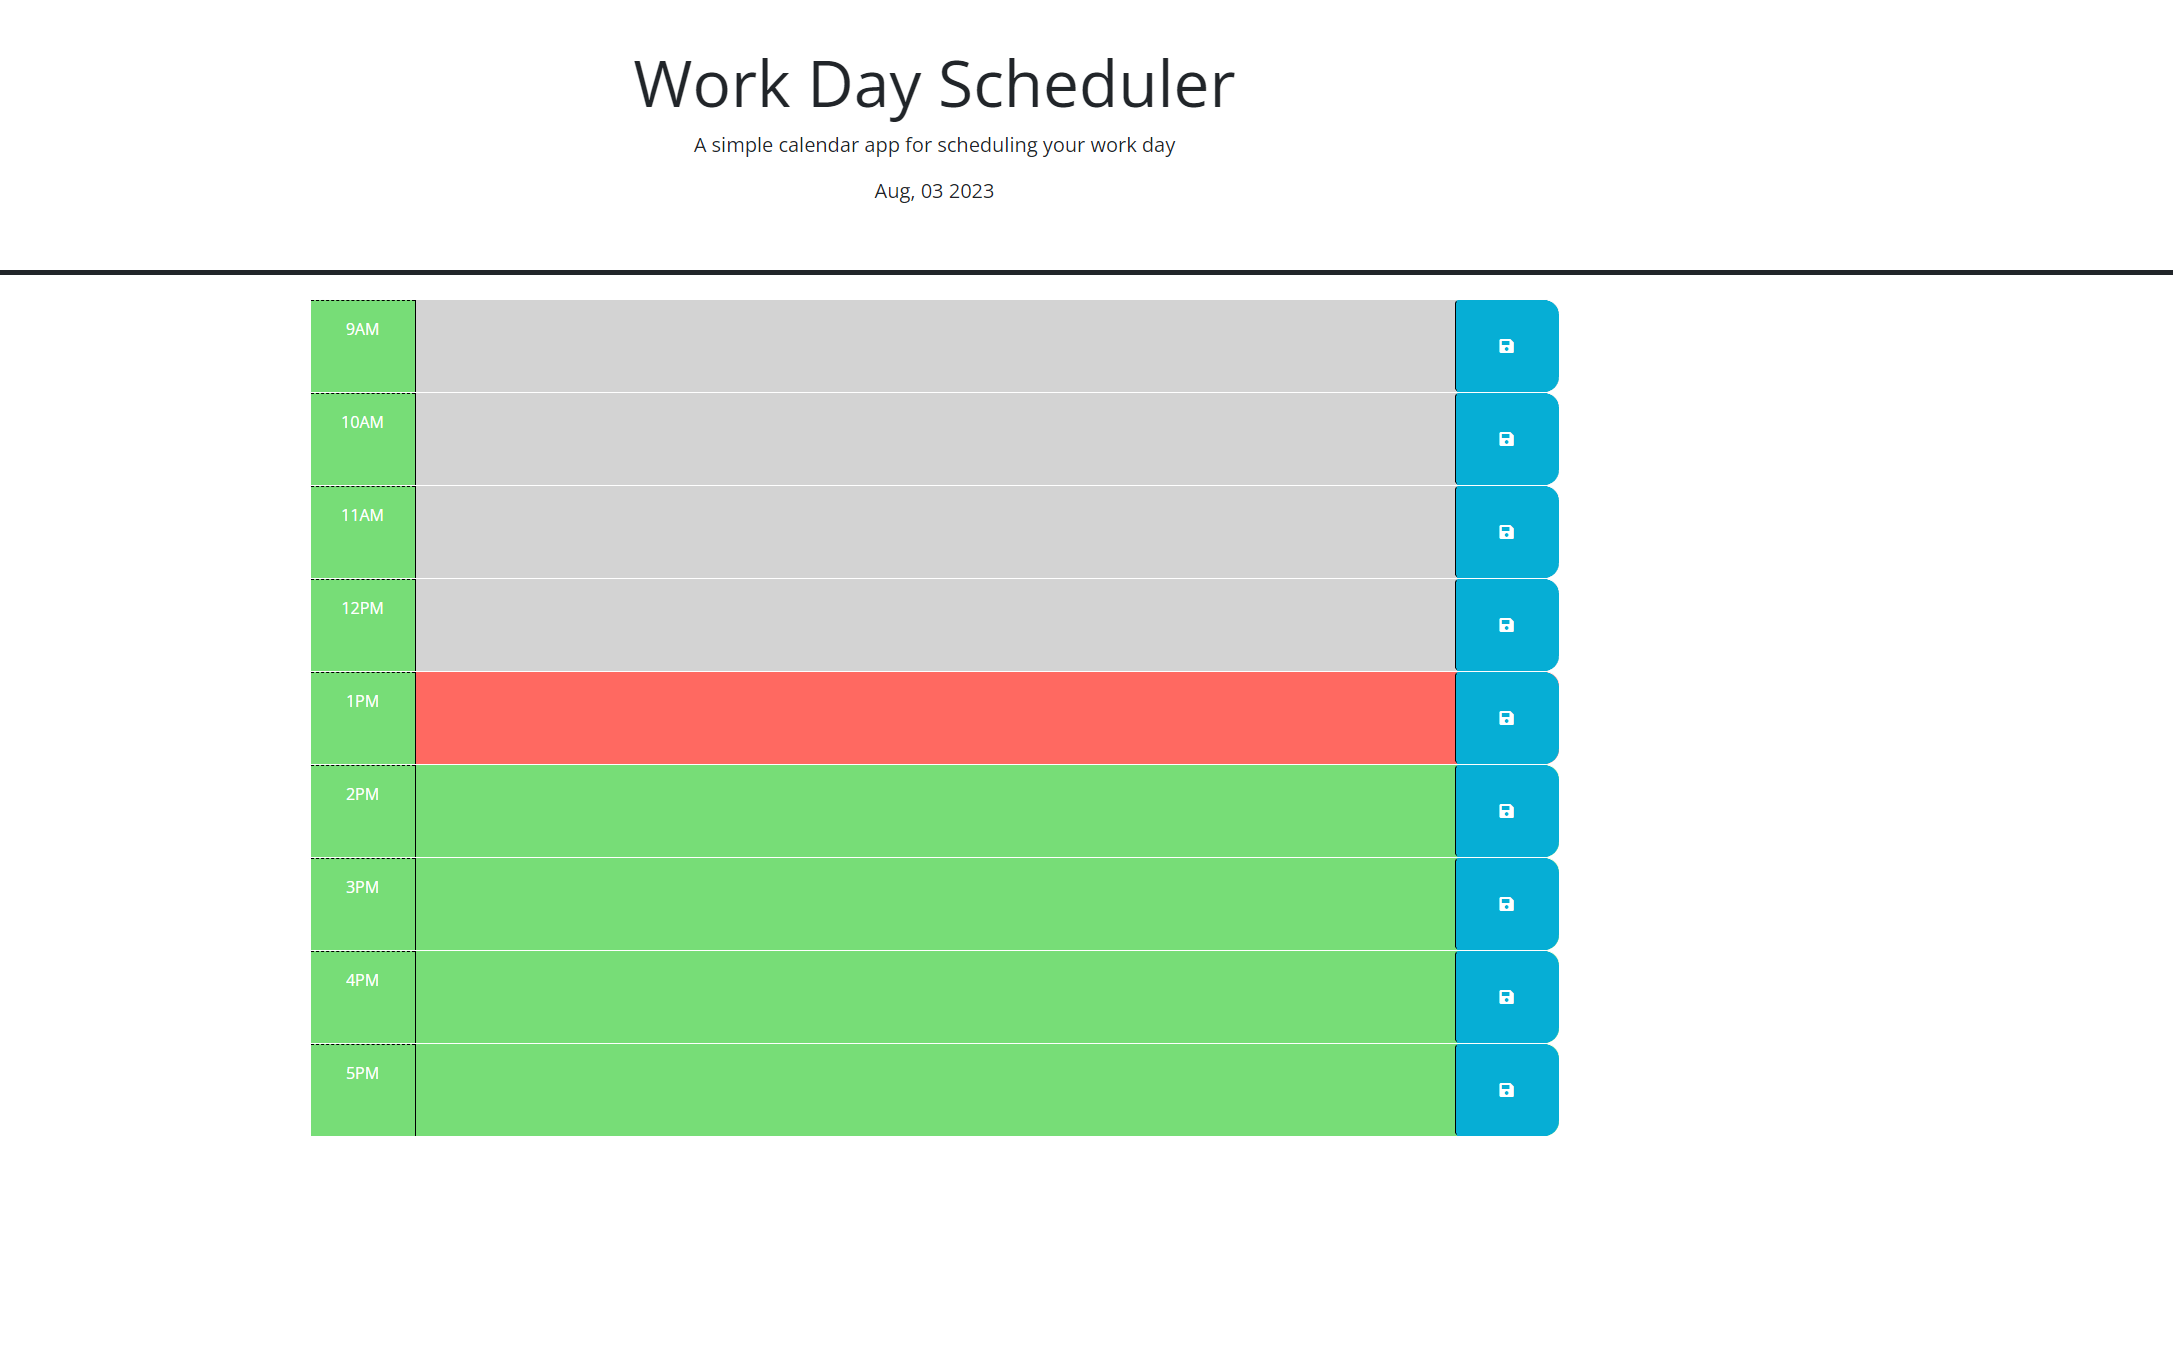 Work Day Scheduler
A simple calendar app for scheduling your work day
Aug, 03 2023
9AM
10AM
11AM
12PM
1PM
2PM
3PM
4PM
5PM